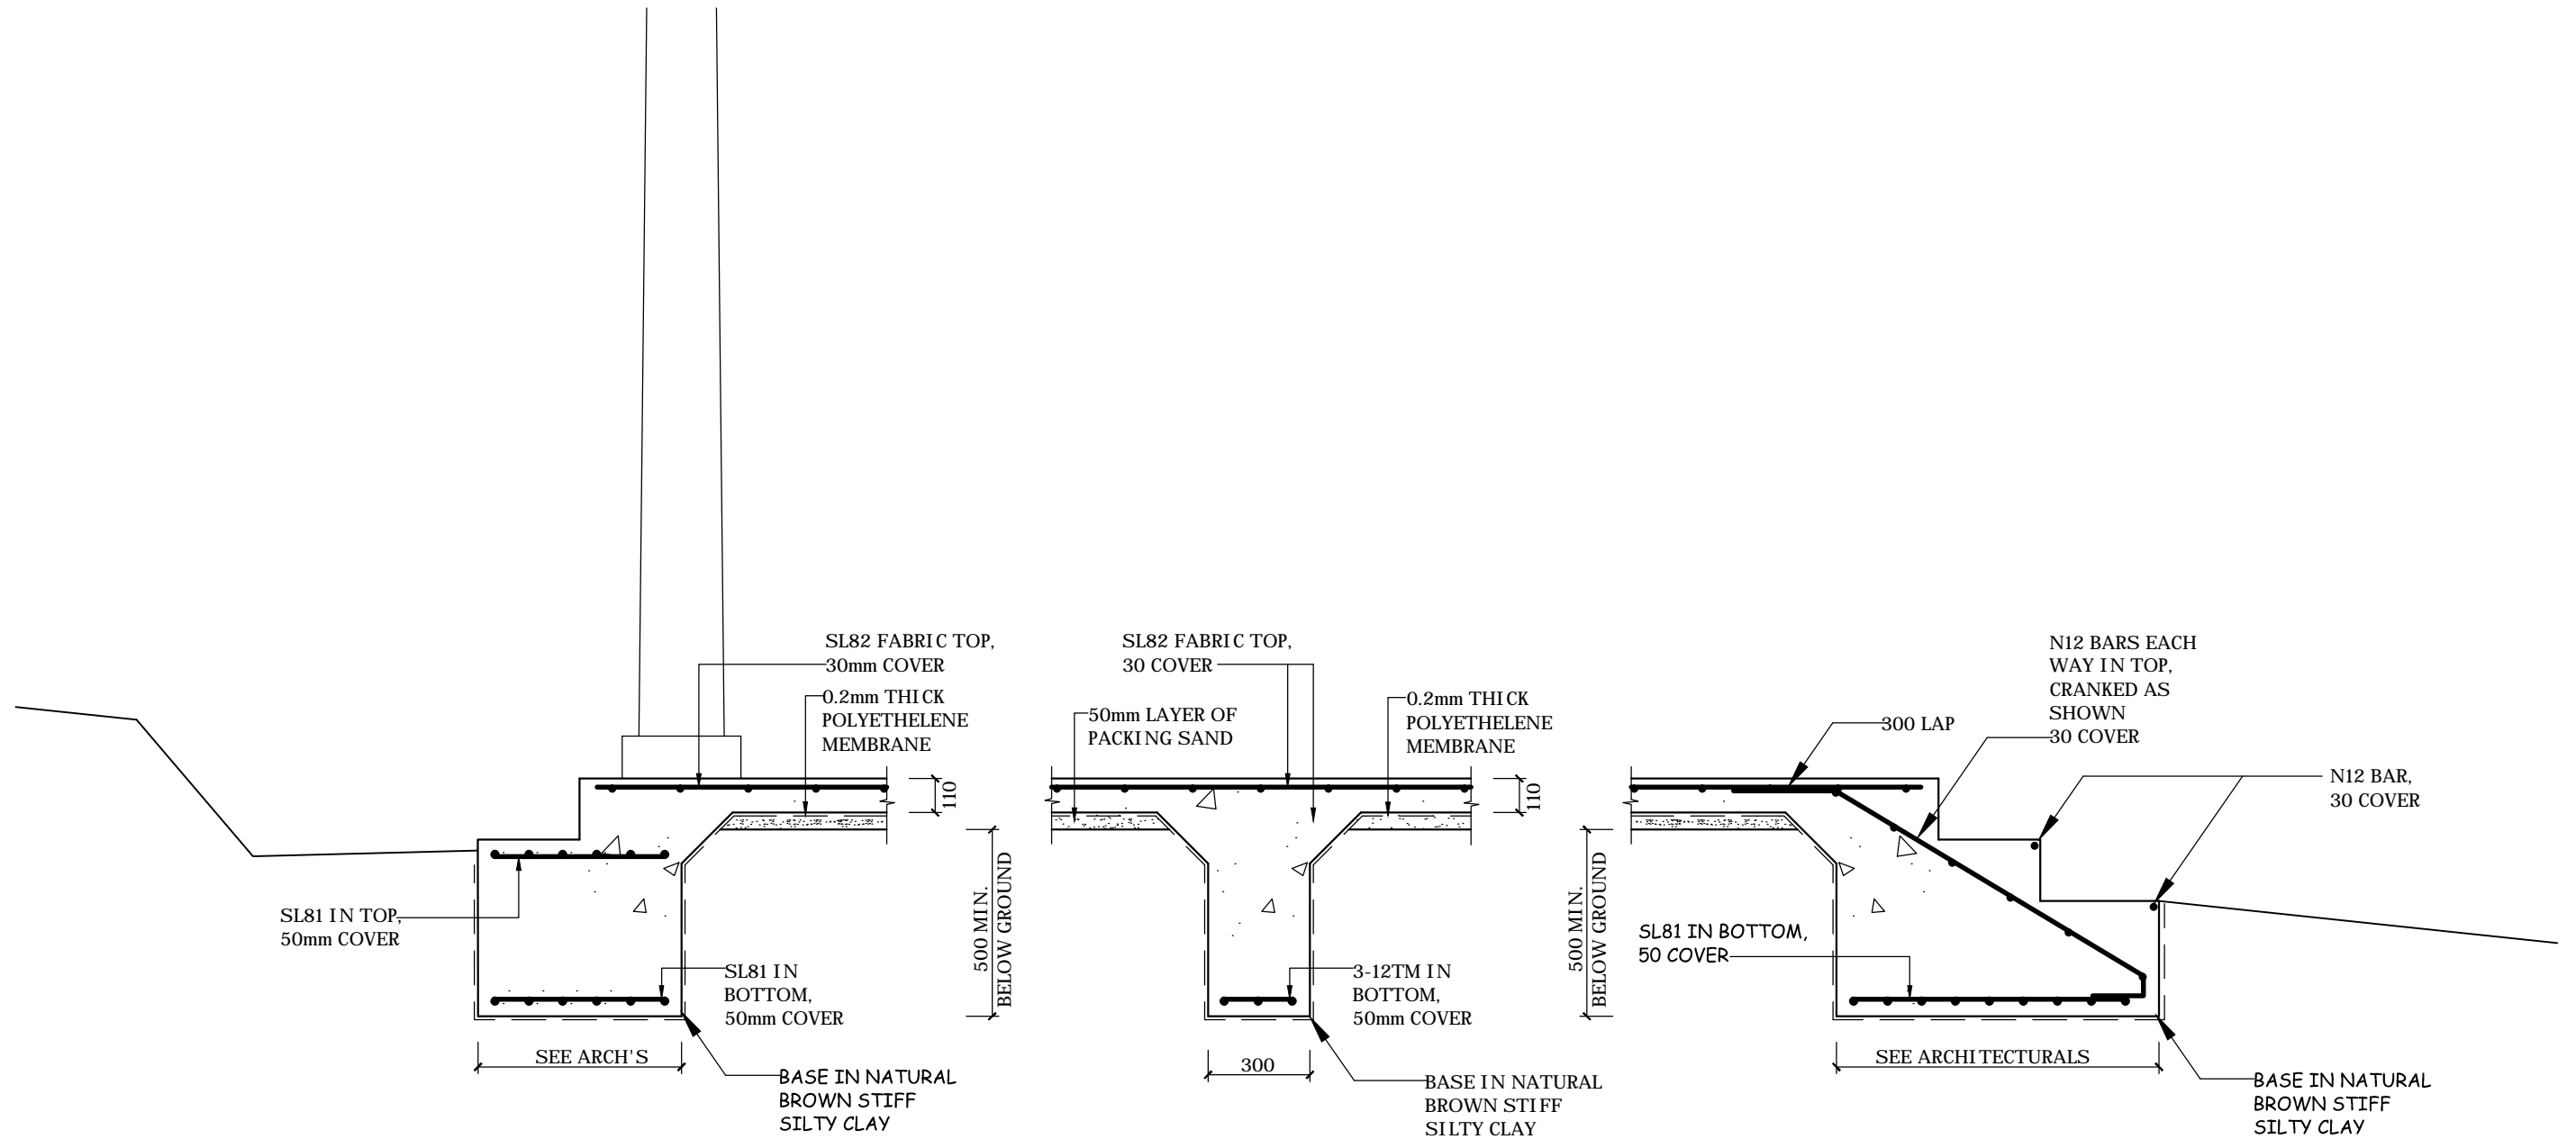 SL82 FABRIC TOP,
30mm COVER
0.2mm THICK
POLYETHELENE
MEMBRANE
110
500 MIN.
BELOW GROUND
SL81 IN TOP,
50mm COVER
SL81 IN
BOTTOM,
50mm COVER
SEE ARCH'S
BASE IN NATURAL
BROWN STIFF
SILTY CLAY
SL82 FABRIC TOP,
30 COVER
50mm LAYER OF
PACKING SAND
0.2mm THICK
POLYETHELENE
MEMBRANE
110
500 MIN.
BELOW GROUND
3-12TM IN
BOTTOM,
50mm COVER
300
BASE IN NATURAL
BROWN STIFF
SILTY CLAY
N12 BARS EACH
WAY IN TOP,
CRANKED AS
SHOWN
30 COVER
300 LAP
N12 BAR,
30 COVER
SL81 IN BOTTOM,
50 COVER
SEE ARCHITECTURALS
BASE IN NATURAL
BROWN STIFF
SILTY CLAY